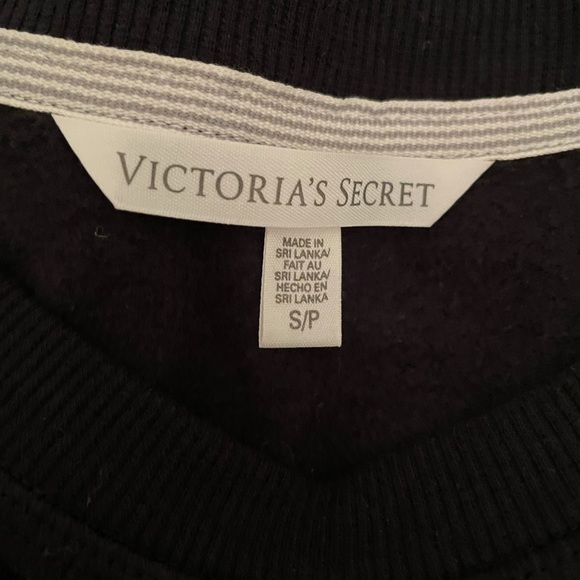 VICTORIA'S SECRET
MADE IN
SRI LANKA/
FAIT AU
SRI LANKA/
HECHO EN
SRI LANKA
S/P